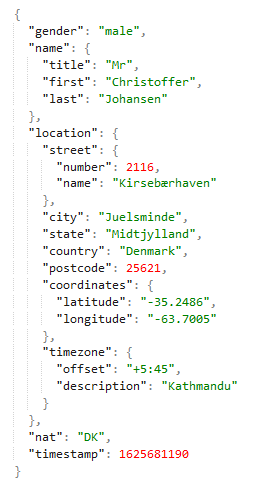 {
"gender": "male",
"name": {
"title": "Mr",
"first": "Christoffer",
"last": "Johansen"
},
"location": {
"street": {
"number": 2116,
"name": "Kirsebærhaven"
},
"city": "Juelsminde",
"state": "Midtjylland",
"country": "Denmark",
"postcode": 25621,
"coordinates": {
"latitude": "-35.2486",
"longitude": "-63.7005"
},
"timezone": {
"offset": "+5:45",
"description": "Kathmandu"
}
},
"nat": "DK",
"timestamp": 1625681190
}